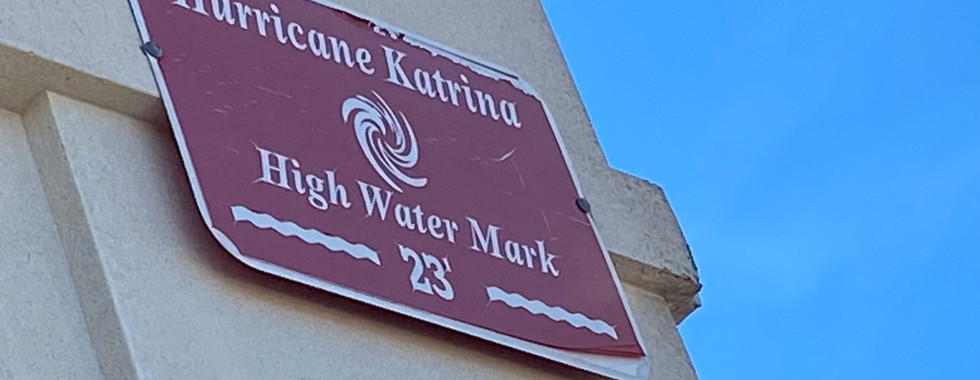 Hurricane Katrina
High Water Mark
23'